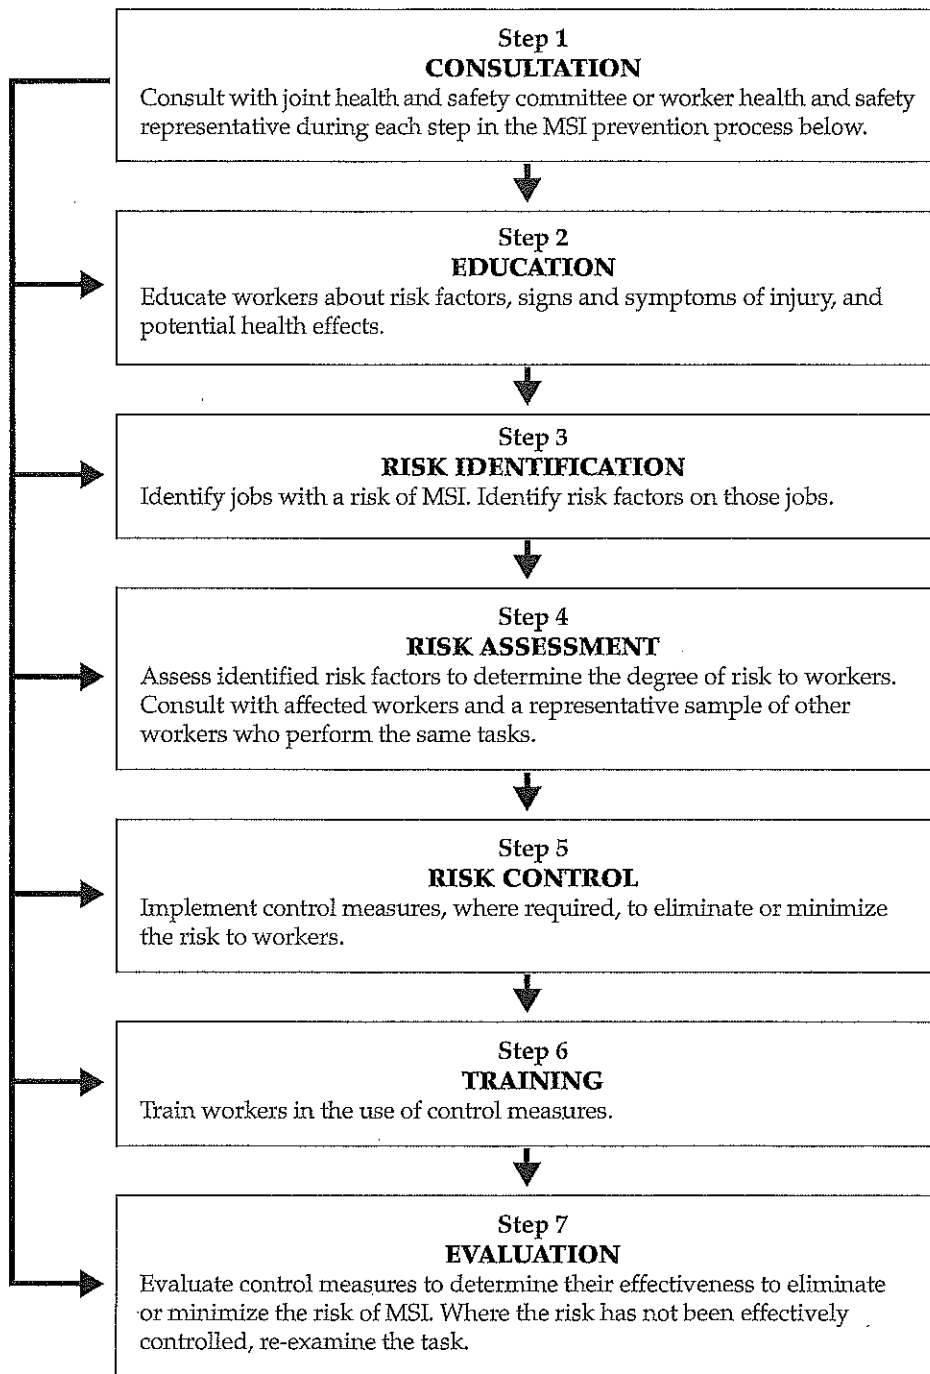 Step 1
CONSULTATION
Consult with joint health and safety committee or worker health and safety
representative during each step in the MSI prevention process below.
Step 2
EDUCATION
Educate workers about risk factors, signs and symptoms of injury, and
potential health effects.
Step 3
RISK IDENTIFICATION
Identify jobs with a risk of MSI. Identify risk factors on those jobs.
Step 4
RISK ASSESSMENT
Assess identified risk factors to determine the degree of risk to workers.
Consult with affected workers and a representative sample of other
workers who perform the same tasks.
Step 5
RISK CONTROL
Implement control measures, where required, to eliminate or minimize
the risk to workers.
Step 6
TRAINING
Train workers in the use of control measures.
Step 7
EVALUATION
Evaluate control measures to determine their effectiveness to eliminate
or minimize the risk of MSI. Where the risk has not been effectively
controlled, re-examine the task.